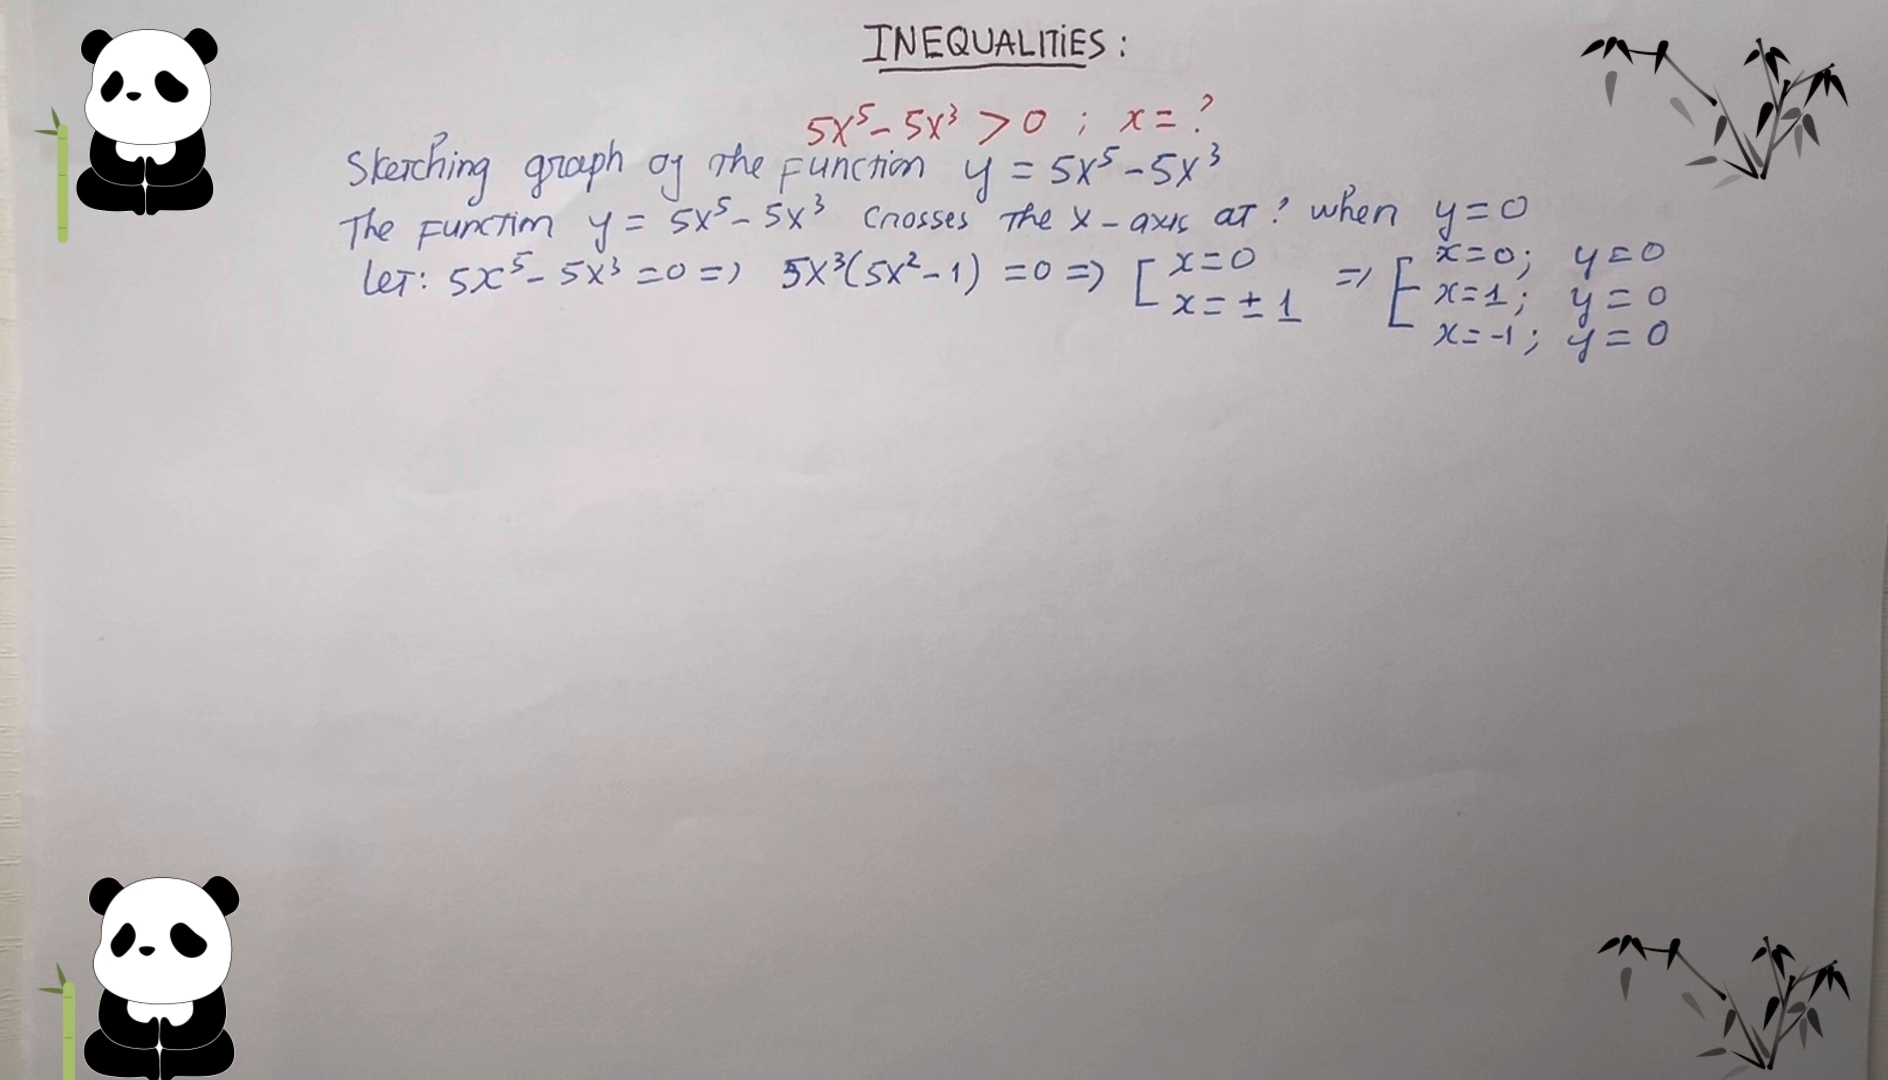 INEQUALITIES:
5x⁵ - 5x³ > 0 ; x = ?
Sketching graph of the function y = 5x⁵ - 5x³
The function y = 5x⁵ - 5x³ crosses the x-axis at ? when y = 0
Let: 5x⁵ - 5x³ = 0 => 5x³(5x² - 1) = 0 => [ x = 0 => [ x = 0; y = 0
x = ± 1 x = 1; y = 0
x = -1; y = 0